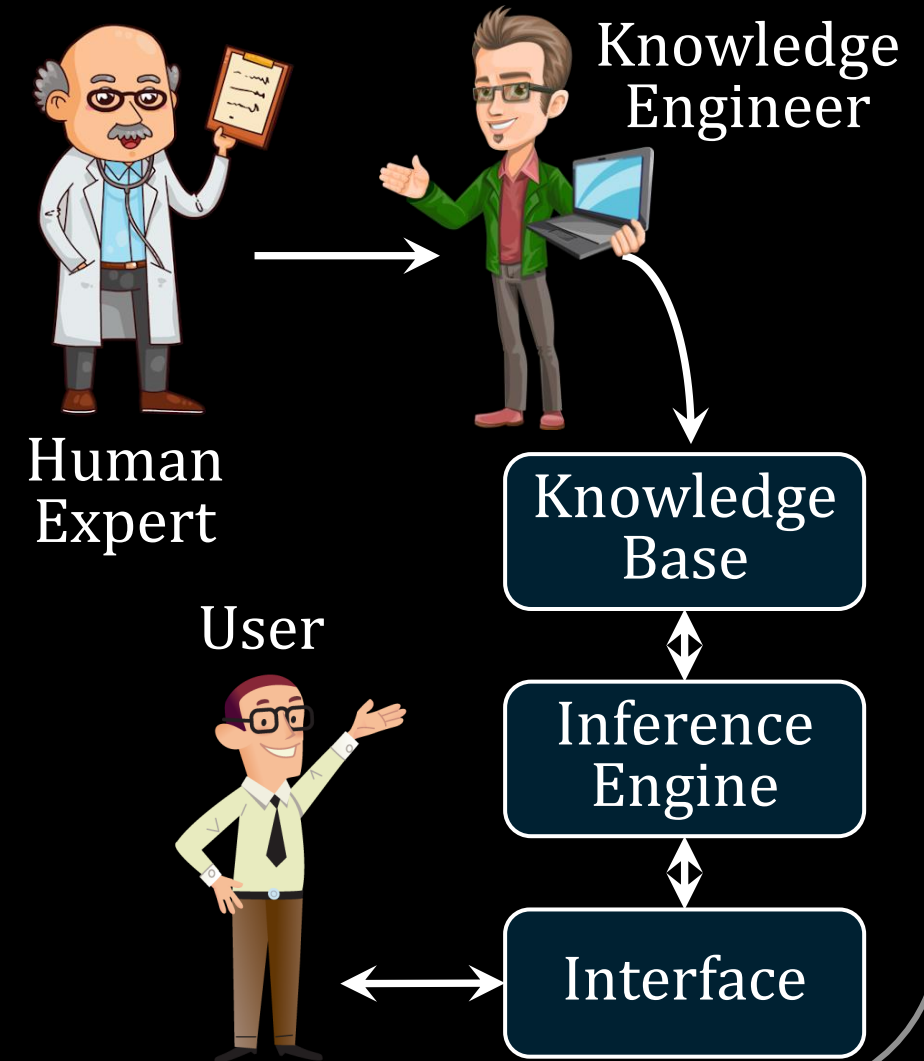 Knowledge
Engineer
Human
Expert
Knowledge
Base
User
Inference
Engine
Interface